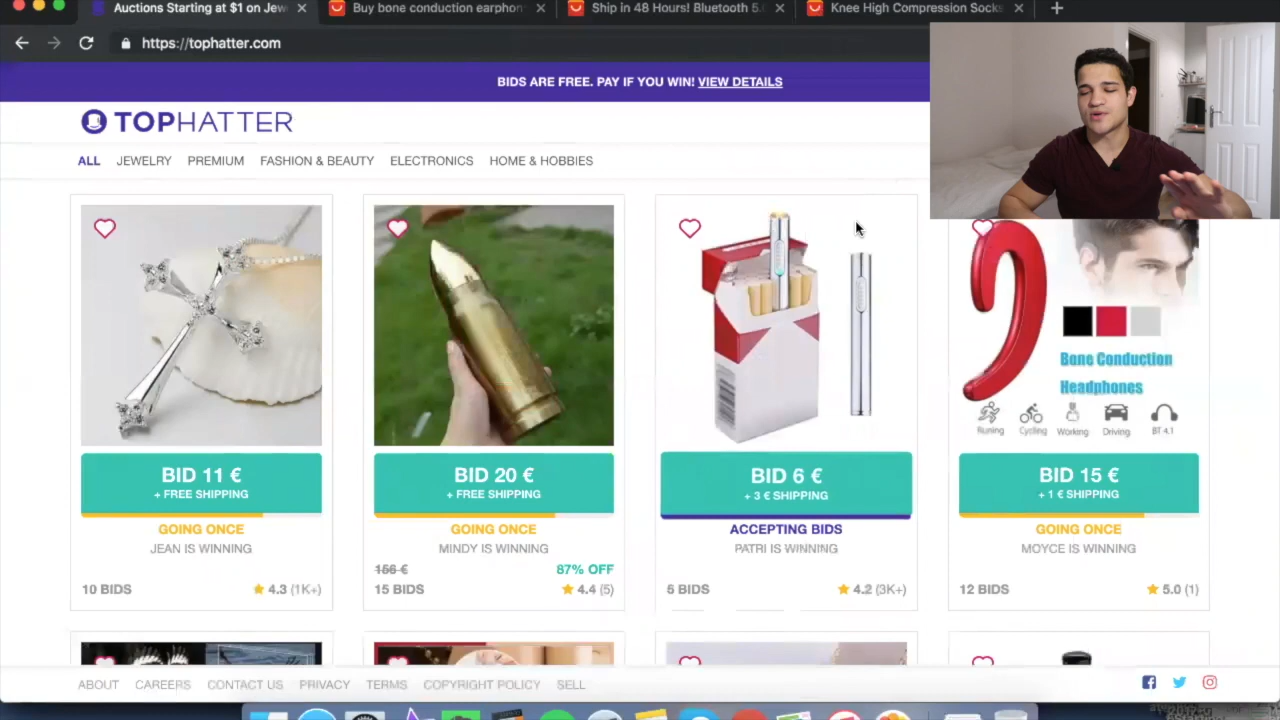 Auctions Starting at $1 on Jew
Buy bone conduction earphon
Ship in 48 Hours! Bluetooth 5.
Knee High Compression Socks
https://tophatter.com
BIDS ARE FREE. PAY IF YOU WIN! VIEW DETAILS
TOPHATTER
ALL JEWELRY PREMIUM FASHION & BEAUTY ELECTRONICS HOME & HOBBIES
BID 11 €
+ FREE SHIPPING
GOING ONCE
JEAN IS WINNING
10 BIDS 4.3 (1K+)
BID 20 €
+ FREE SHIPPING
GOING ONCE
MINDY IS WINNING
156 € 87% OFF
15 BIDS 4.4 (5)
BID 6 €
+ 3 € SHIPPING
ACCEPTING BIDS
PATRI IS WINNING
5 BIDS 4.2 (3K+)
Bone Conduction
Headphones
Runing Cycling Working Driving BT 4.1
BID 15 €
+ 1 € SHIPPING
GOING ONCE
MOYCE IS WINNING
12 BIDS 5.0 (1)
ABOUT CAREERS CONTACT US PRIVACY TERMS COPYRIGHT POLICY SELL